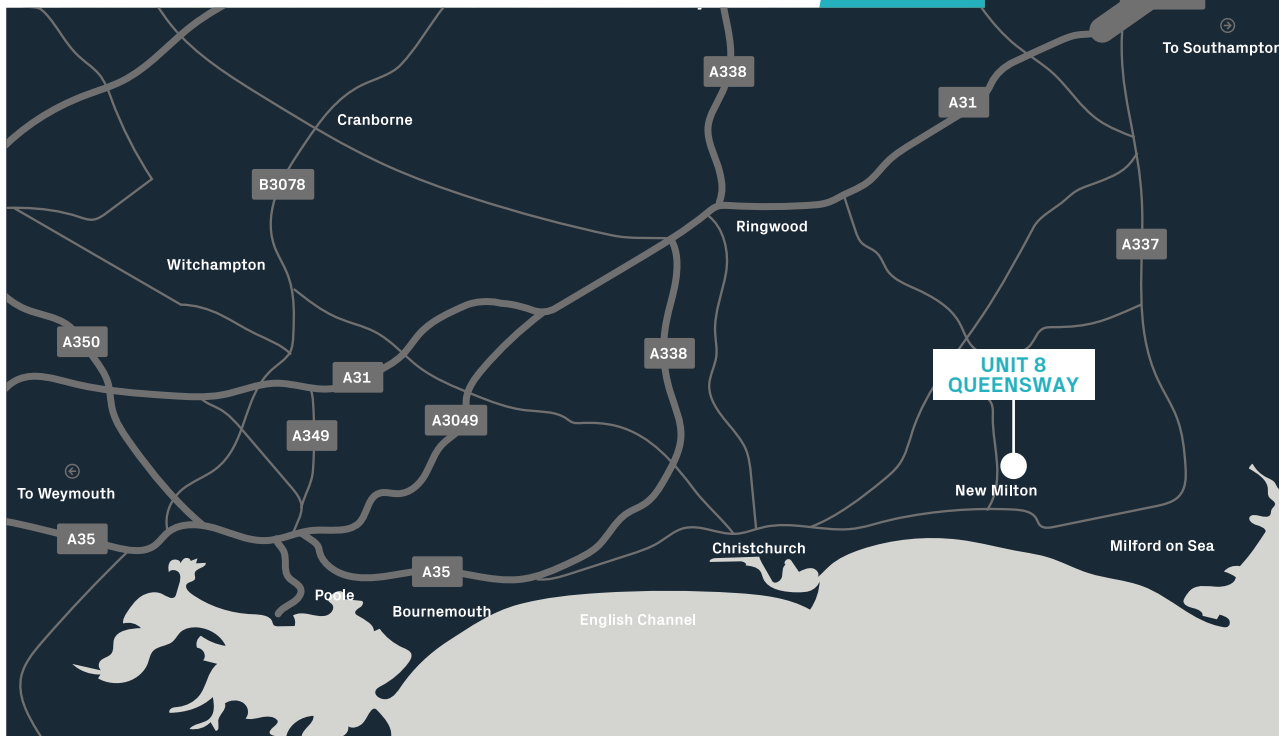 To Southampton
A338
A31
Cranborne
B3078
Ringwood
A337
Witchampton
A350
A338
UNIT 8
QUEENSWAY
A31
A3049
A349
To Weymouth
New Milton
A35
Christchurch
Milford on Sea
A35
Poole
Bournemouth
English Channel